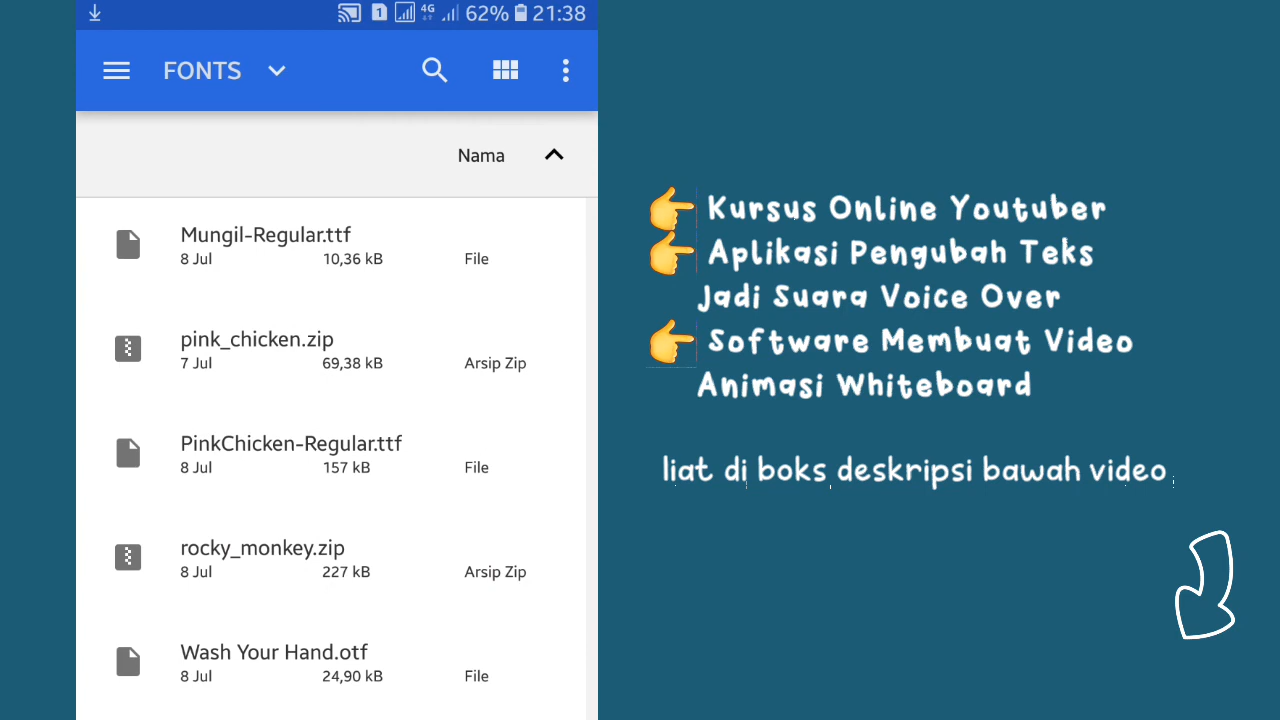 1 4G 62% 21:38
FONTS
Nama
Mungil-Regular.ttf
8 Jul 10,36 kB File
pink_chicken.zip
7 Jul 69,38 kB Arsip Zip
PinkChicken-Regular.ttf
8 Jul 157 kB File
rocky_monkey.zip
8 Jul 227 kB Arsip Zip
Wash Your Hand.otf
8 Jul 24,90 kB File
👉 Kursus Online Youtuber
👉 Aplikasi Pengubah Teks
Jadi Suara Voice Over
👉 Software Membuat Video
Animasi Whiteboard
liat di boks deskripsi bawah video